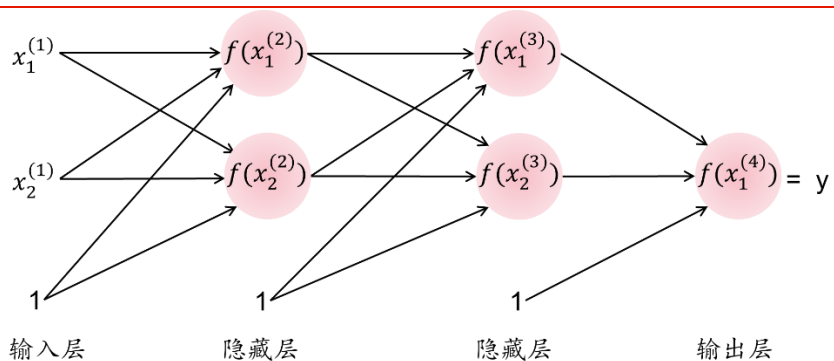 x_1^{(1)} f(x_1^{(2)}) f(x_1^{(3)})
x_2^{(1)} f(x_2^{(2)}) f(x_2^{(3)}) f(x_1^{(4)}) = y
1 1 1
输入层 隐藏层 隐藏层 输出层